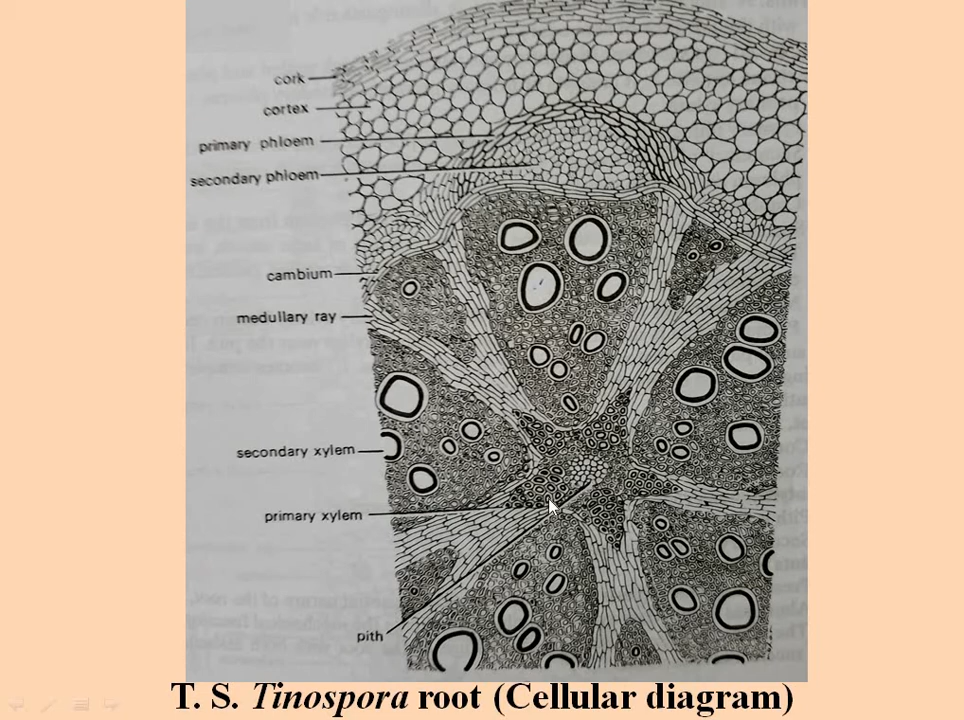 cork
cortex
primary phloem
secondary phloem
cambium
medullary ray
secondary xylem
primary xylem
pith
T. S. Tinospora root (Cellular diagram)